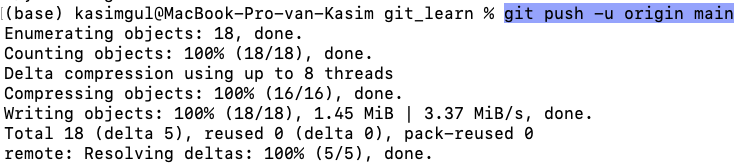 (base) kasimgul@MacBook-Pro-van-Kasim git_learn % git push -u origin main
Enumerating objects: 18, done.
Counting objects: 100% (18/18), done.
Delta compression using up to 8 threads
Compressing objects: 100% (16/16), done.
Writing objects: 100% (18/18), 1.45 MiB | 3.37 MiB/s, done.
Total 18 (delta 5), reused 0 (delta 0), pack-reused 0
remote: Resolving deltas: 100% (5/5), done.